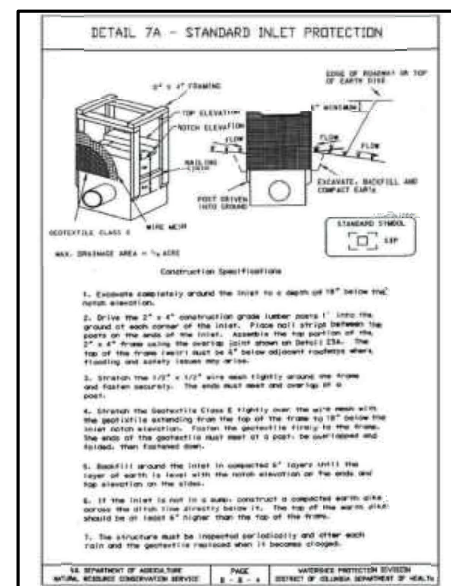 DETAIL 7A - STANDARD INLET PROTECTION
2" X 4" FRAMING
TOP ELEVATION
NOTCH ELEVATION
NAILING
GEOTEXTILE CLASS E
WIRE MESH
MAX. DRAINAGE AREA = ACRE
EDGE OF ROADWAY OR TOP
OF EARTH DIKE
6" MINIMUM
FLOW
FLOW
FLOW
POST DRIVEN
INTO GROUND
EXCAVATE, BACKFILL AND
COMPACT EARTH
STANDARD SYMBOL
SIP
Construction Specifications
1. Excavate completely around the inlet to a depth of 18" below the
notch elevation.
2. Drive the 2" x 4" construction grade lumber posts 1' into the
ground at each corner of the inlet. Place nail strips between the
posts on the ends of the inlet. Assemble the top portion of the
2" x 4" frame using the overlap joint shown on Detail 23A. The
top of the frame (weir) must be 6" below adjacent roadways where
flooding and safety issues may arise.
3. Stretch the 1/2" x 1/2" wire mesh tightly around the frame
and fasten securely. The ends must meet and overlap at a
post.
4. Stretch the Geotextile Class E tightly over the wire mesh with
the geotextile extending from the top of the frame to 18" below the
inlet notch elevation. Fasten the geotextile firmly to the frame.
The ends of the geotextile must meet at a post, be overlapped and
folded, then fastened down.
5. Backfill around the inlet in compacted 6" layers until the
layer of earth is level with the notch elevation on the ends and
top elevation on the sides.
6. If the inlet is not in a sump, construct a compacted earth dike
across the ditch line directly below it. The top of the earth dike
should be at least 6" higher than the top of the frame.
7. The structure must be inspected periodically and after each
rain and the geotextile replaced when it becomes clogged.
DEPARTMENT OF AGRICULTURE
NATURAL RESOURCE CONSERVATION SERVICE
PAGE
WATERSHED PROTECTION DIVISION
DISTRICT OF COLUMBIA DEPARTMENT OF HEALTH